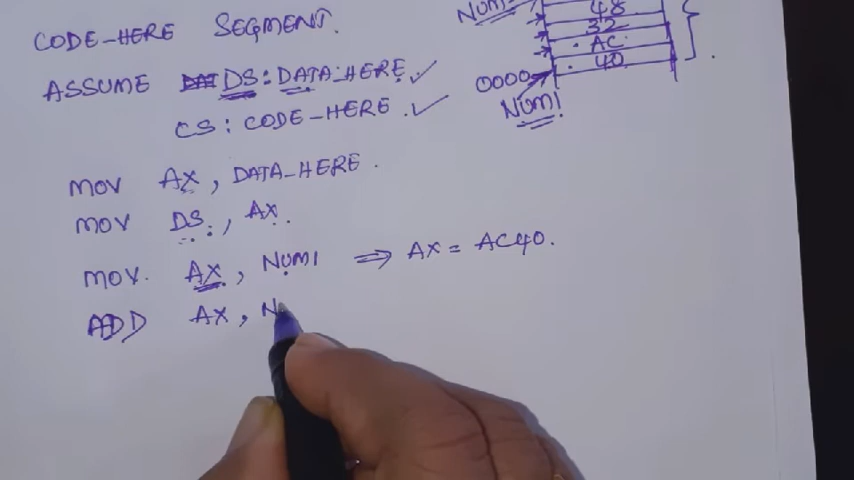 CODE-HERE SEGMENT.
ASSUME DS : DATA-HERE. ✓
CS : CODE-HERE. ✓
MOV AX, DATA-HERE.
MOV DS, AX.
MOV. AX, NUM1 ⇒ AX = AC40.
ADD AX, N
48
32
AC
40
0000
NUM1